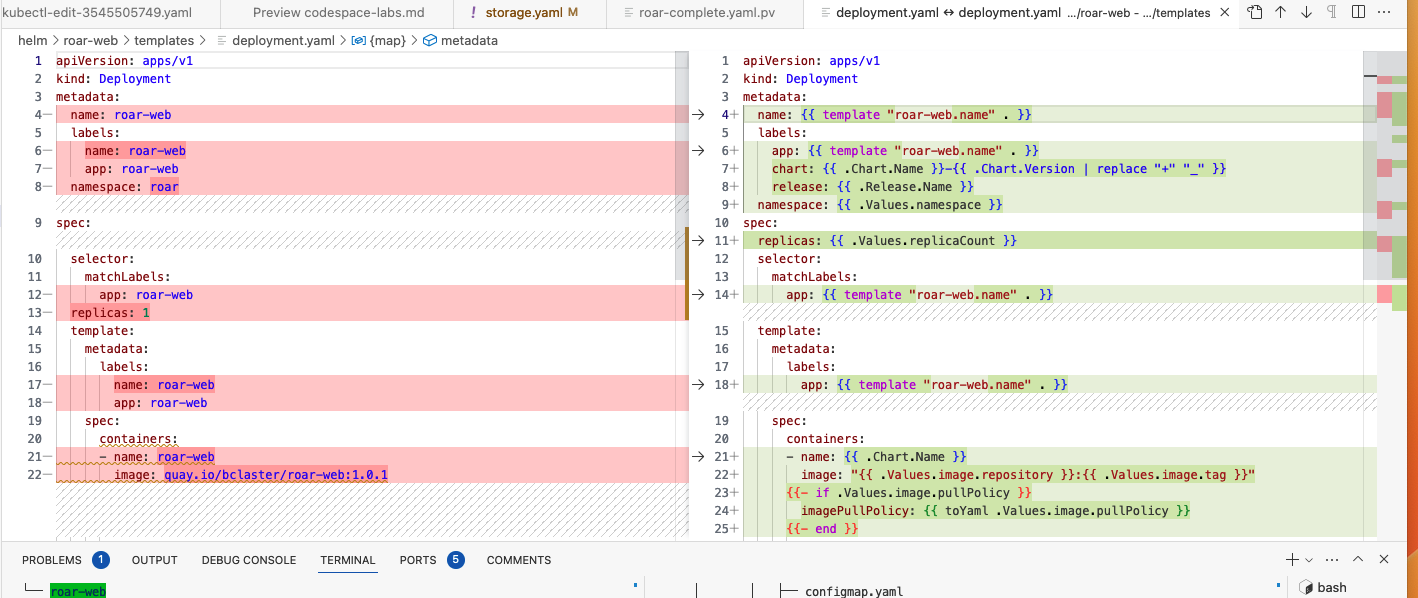 kubectl-edit-3545505749.yaml Preview codespace-labs.md ! storage.yaml M roar-complete.yaml.pv deployment.yaml ↔ deployment.yaml .../roar-web - .../templates
helm > roar-web > templates > deployment.yaml > {map} > metadata
1 apiVersion: apps/v1
2 kind: Deployment
3 metadata:
4− name: roar-web
5 labels:
6− name: roar-web
7− app: roar-web
8− namespace: roar
9 spec:
10 selector:
11 matchLabels:
12− app: roar-web
13− replicas: 1
14 template:
15 metadata:
16 labels:
17− name: roar-web
18− app: roar-web
19 spec:
20 containers:
21− - name: roar-web
22− image: quay.io/bclaster/roar-web:1.0.1
1 apiVersion: apps/v1
2 kind: Deployment
3 metadata:
4+ name: {{ template "roar-web.name" . }}
5 labels:
6+ app: {{ template "roar-web.name" . }}
7+ chart: {{ .Chart.Name }}-{{ .Chart.Version | replace "+" "_" }}
8+ release: {{ .Release.Name }}
9+ namespace: {{ .Values.namespace }}
10 spec:
11+ replicas: {{ .Values.replicaCount }}
12 selector:
13 matchLabels:
14+ app: {{ template "roar-web.name" . }}
15 template:
16 metadata:
17 labels:
18+ app: {{ template "roar-web.name" . }}
19 spec:
20 containers:
21+ - name: {{ .Chart.Name }}
22+ image: "{{ .Values.image.repository }}:{{ .Values.image.tag }}"
23+ {{- if .Values.image.pullPolicy }}
24+ imagePullPolicy: {{ toYaml .Values.image.pullPolicy }}
25+ {{- end }}
PROBLEMS 1 OUTPUT DEBUG CONSOLE TERMINAL PORTS 5 COMMENTS
└── roar-web
│ │ ├── configmap.yaml
bash